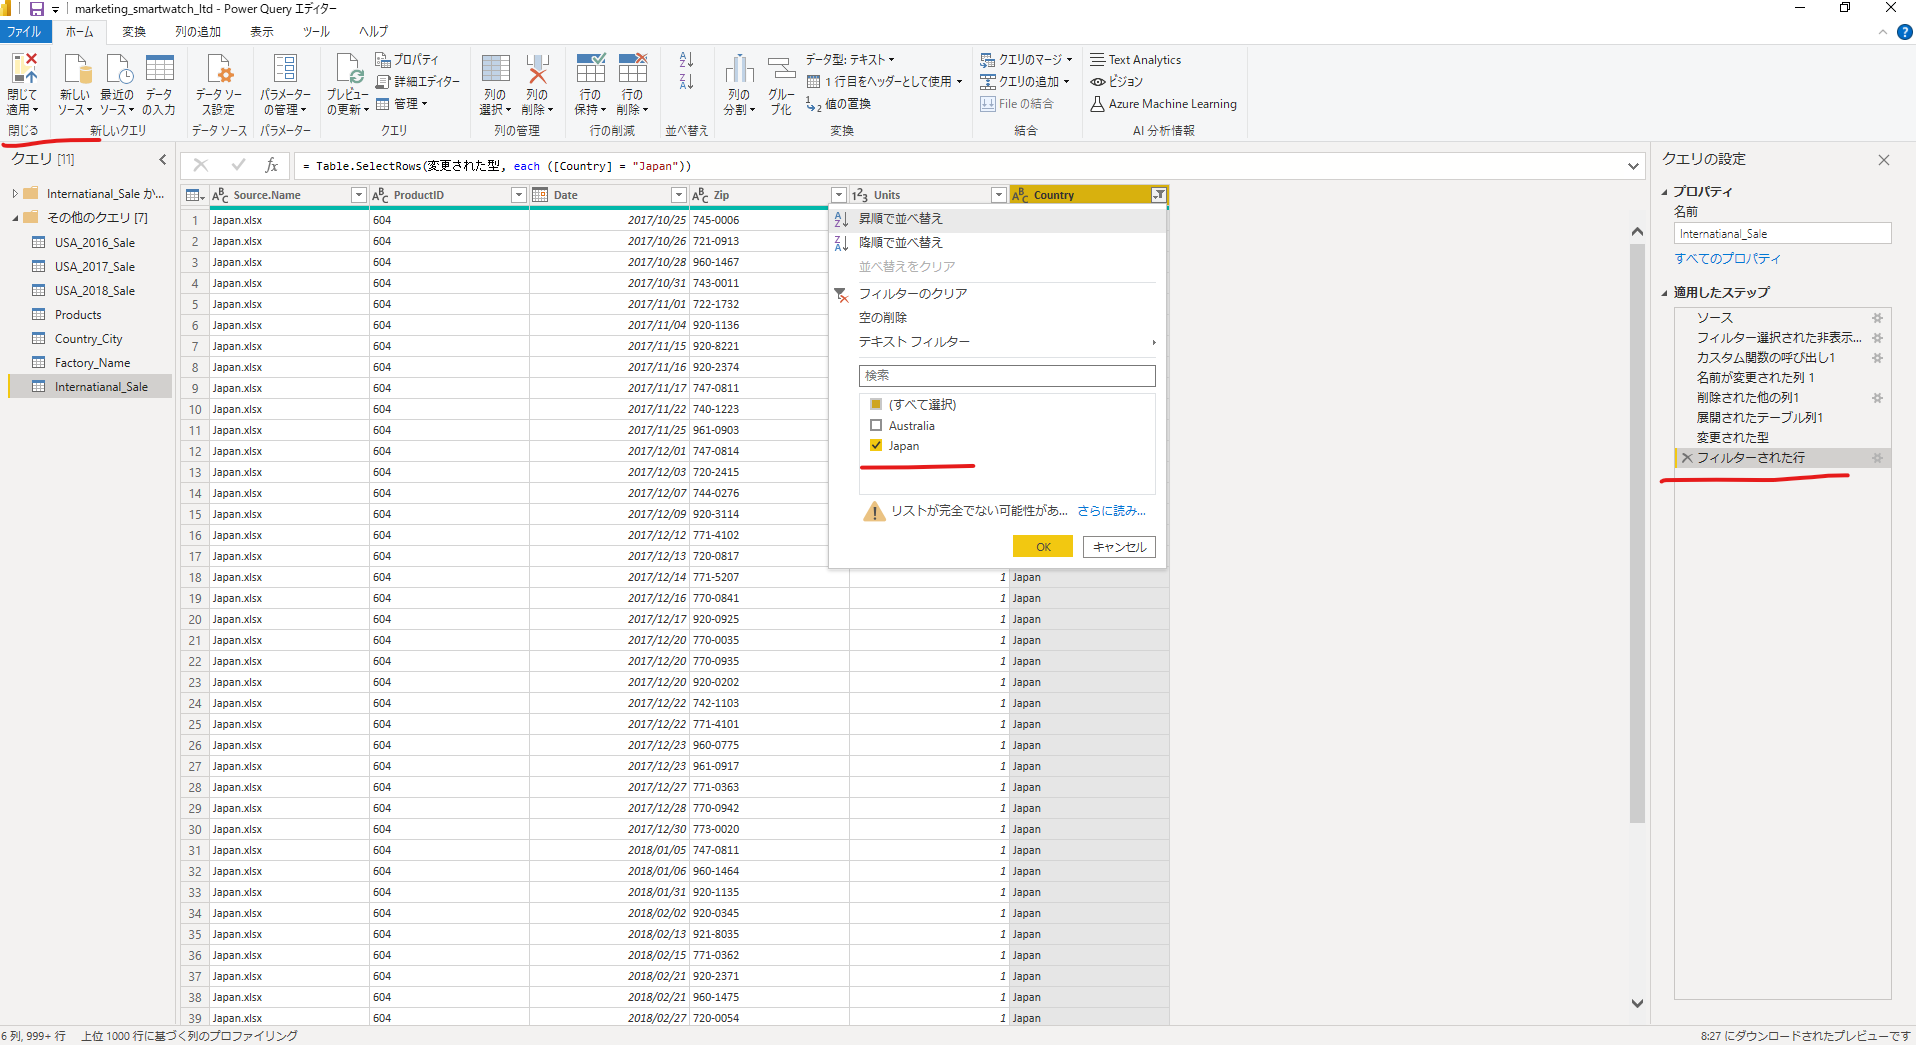 marketing_smartwatch_ltd - Power Query エディター
ファイル ホーム 変換 列の追加 表示 ツール ヘルプ
閉じて適用
閉じる
新しいソース
最近のソース
データの入力
新しいクエリ
データ ソース設定
データ ソース
パラメーターの管理
パラメーター
プレビューの更新
プロパティ
詳細エディター
管理
クエリ
列の選択
列の削除
列の管理
行の保持
行の削除
行の削減
並べ替え
列の分割
グループ化
データ型: テキスト
1 行目をヘッダーとして使用
値の置換
変換
クエリのマージ
クエリの追加
File の結合
結合
Text Analytics
ビジョン
Azure Machine Learning
AI 分析情報
クエリ [11]
Internatianal_Sale か...
その他のクエリ [7]
USA_2016_Sale
USA_2017_Sale
USA_2018_Sale
Products
Country_City
Factory_Name
Internatianal_Sale
fx = Table.SelectRows(変更された型, each ([Country] = "Japan"))
Source.Name ProductID Date Zip 123 Units Country
1 Japan.xlsx 604 2017/10/25 745-0006
2 Japan.xlsx 604 2017/10/26 721-0913
3 Japan.xlsx 604 2017/10/28 960-1467
4 Japan.xlsx 604 2017/10/31 743-0011
5 Japan.xlsx 604 2017/11/01 722-1732
6 Japan.xlsx 604 2017/11/04 920-1136
7 Japan.xlsx 604 2017/11/15 920-8221
8 Japan.xlsx 604 2017/11/16 920-2374
9 Japan.xlsx 604 2017/11/17 747-0811
10 Japan.xlsx 604 2017/11/22 740-1223
11 Japan.xlsx 604 2017/11/25 961-0903
12 Japan.xlsx 604 2017/12/01 747-0814
13 Japan.xlsx 604 2017/12/03 720-2415
14 Japan.xlsx 604 2017/12/07 744-0276
15 Japan.xlsx 604 2017/12/09 920-3114
16 Japan.xlsx 604 2017/12/12 771-4102
17 Japan.xlsx 604 2017/12/13 720-0817
18 Japan.xlsx 604 2017/12/14 771-5207 1 Japan
19 Japan.xlsx 604 2017/12/16 770-0841 1 Japan
20 Japan.xlsx 604 2017/12/17 920-0925 1 Japan
21 Japan.xlsx 604 2017/12/20 770-0035 1 Japan
22 Japan.xlsx 604 2017/12/20 770-0935 1 Japan
23 Japan.xlsx 604 2017/12/20 920-0202 1 Japan
24 Japan.xlsx 604 2017/12/22 742-1103 1 Japan
25 Japan.xlsx 604 2017/12/22 771-4101 1 Japan
26 Japan.xlsx 604 2017/12/23 960-0775 1 Japan
27 Japan.xlsx 604 2017/12/23 961-0917 1 Japan
28 Japan.xlsx 604 2017/12/27 771-0363 1 Japan
29 Japan.xlsx 604 2017/12/28 770-0942 1 Japan
30 Japan.xlsx 604 2017/12/30 773-0020 1 Japan
31 Japan.xlsx 604 2018/01/05 747-0811 1 Japan
32 Japan.xlsx 604 2018/01/06 960-1464 1 Japan
33 Japan.xlsx 604 2018/01/31 920-1135 1 Japan
34 Japan.xlsx 604 2018/02/02 920-0345 1 Japan
35 Japan.xlsx 604 2018/02/13 921-8035 1 Japan
36 Japan.xlsx 604 2018/02/15 771-0362 1 Japan
37 Japan.xlsx 604 2018/02/21 920-2371 1 Japan
38 Japan.xlsx 604 2018/02/21 960-1475 1 Japan
39 Japan.xlsx 604 2018/02/27 720-0054 1 Japan
昇順で並べ替え
降順で並べ替え
並べ替えをクリア
フィルターのクリア
空の削除
テキスト フィルター
検索
(すべて選択)
Australia
Japan
リストが完全でない可能性があ... さらに読み...
OK キャンセル
クエリの設定
プロパティ
名前
Internatianal_Sale
すべてのプロパティ
適用したステップ
ソース
フィルター選択された非表示...
カスタム関数の呼び出し1
名前が変更された列 1
削除された他の列1
展開されたテーブル列1
変更された型
フィルターされた行
6 列, 999+ 行 上位 1000 行に基づく列のプロファイリング
8:27 にダウンロードされたプレビューです